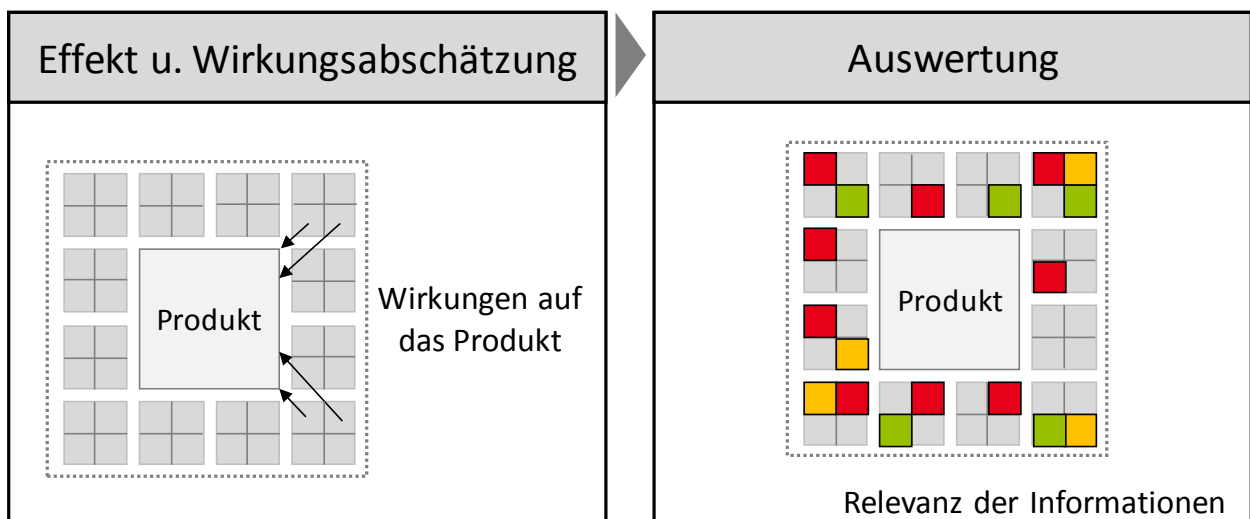 Effekt u. Wirkungsabschätzung
Auswertung
Produkt
Wirkungen auf
das Produkt
Produkt
Relevanz der Informationen